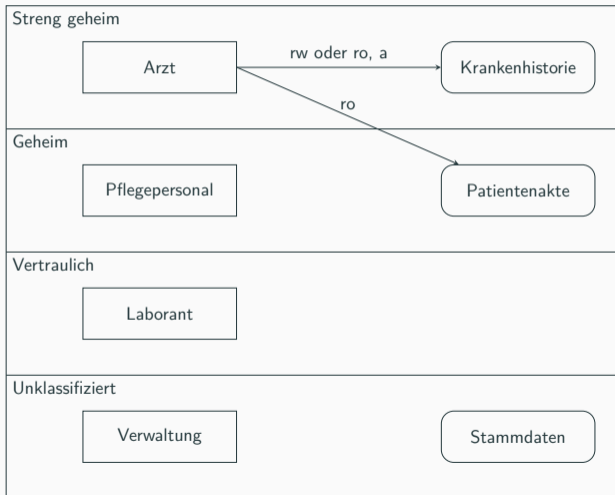 Streng geheim
Arzt
rw oder ro, a
Krankenhistorie
ro
Geheim
Pflegepersonal
Patientenakte
Vertraulich
Laborant
Unklassifiziert
Verwaltung
Stammdaten